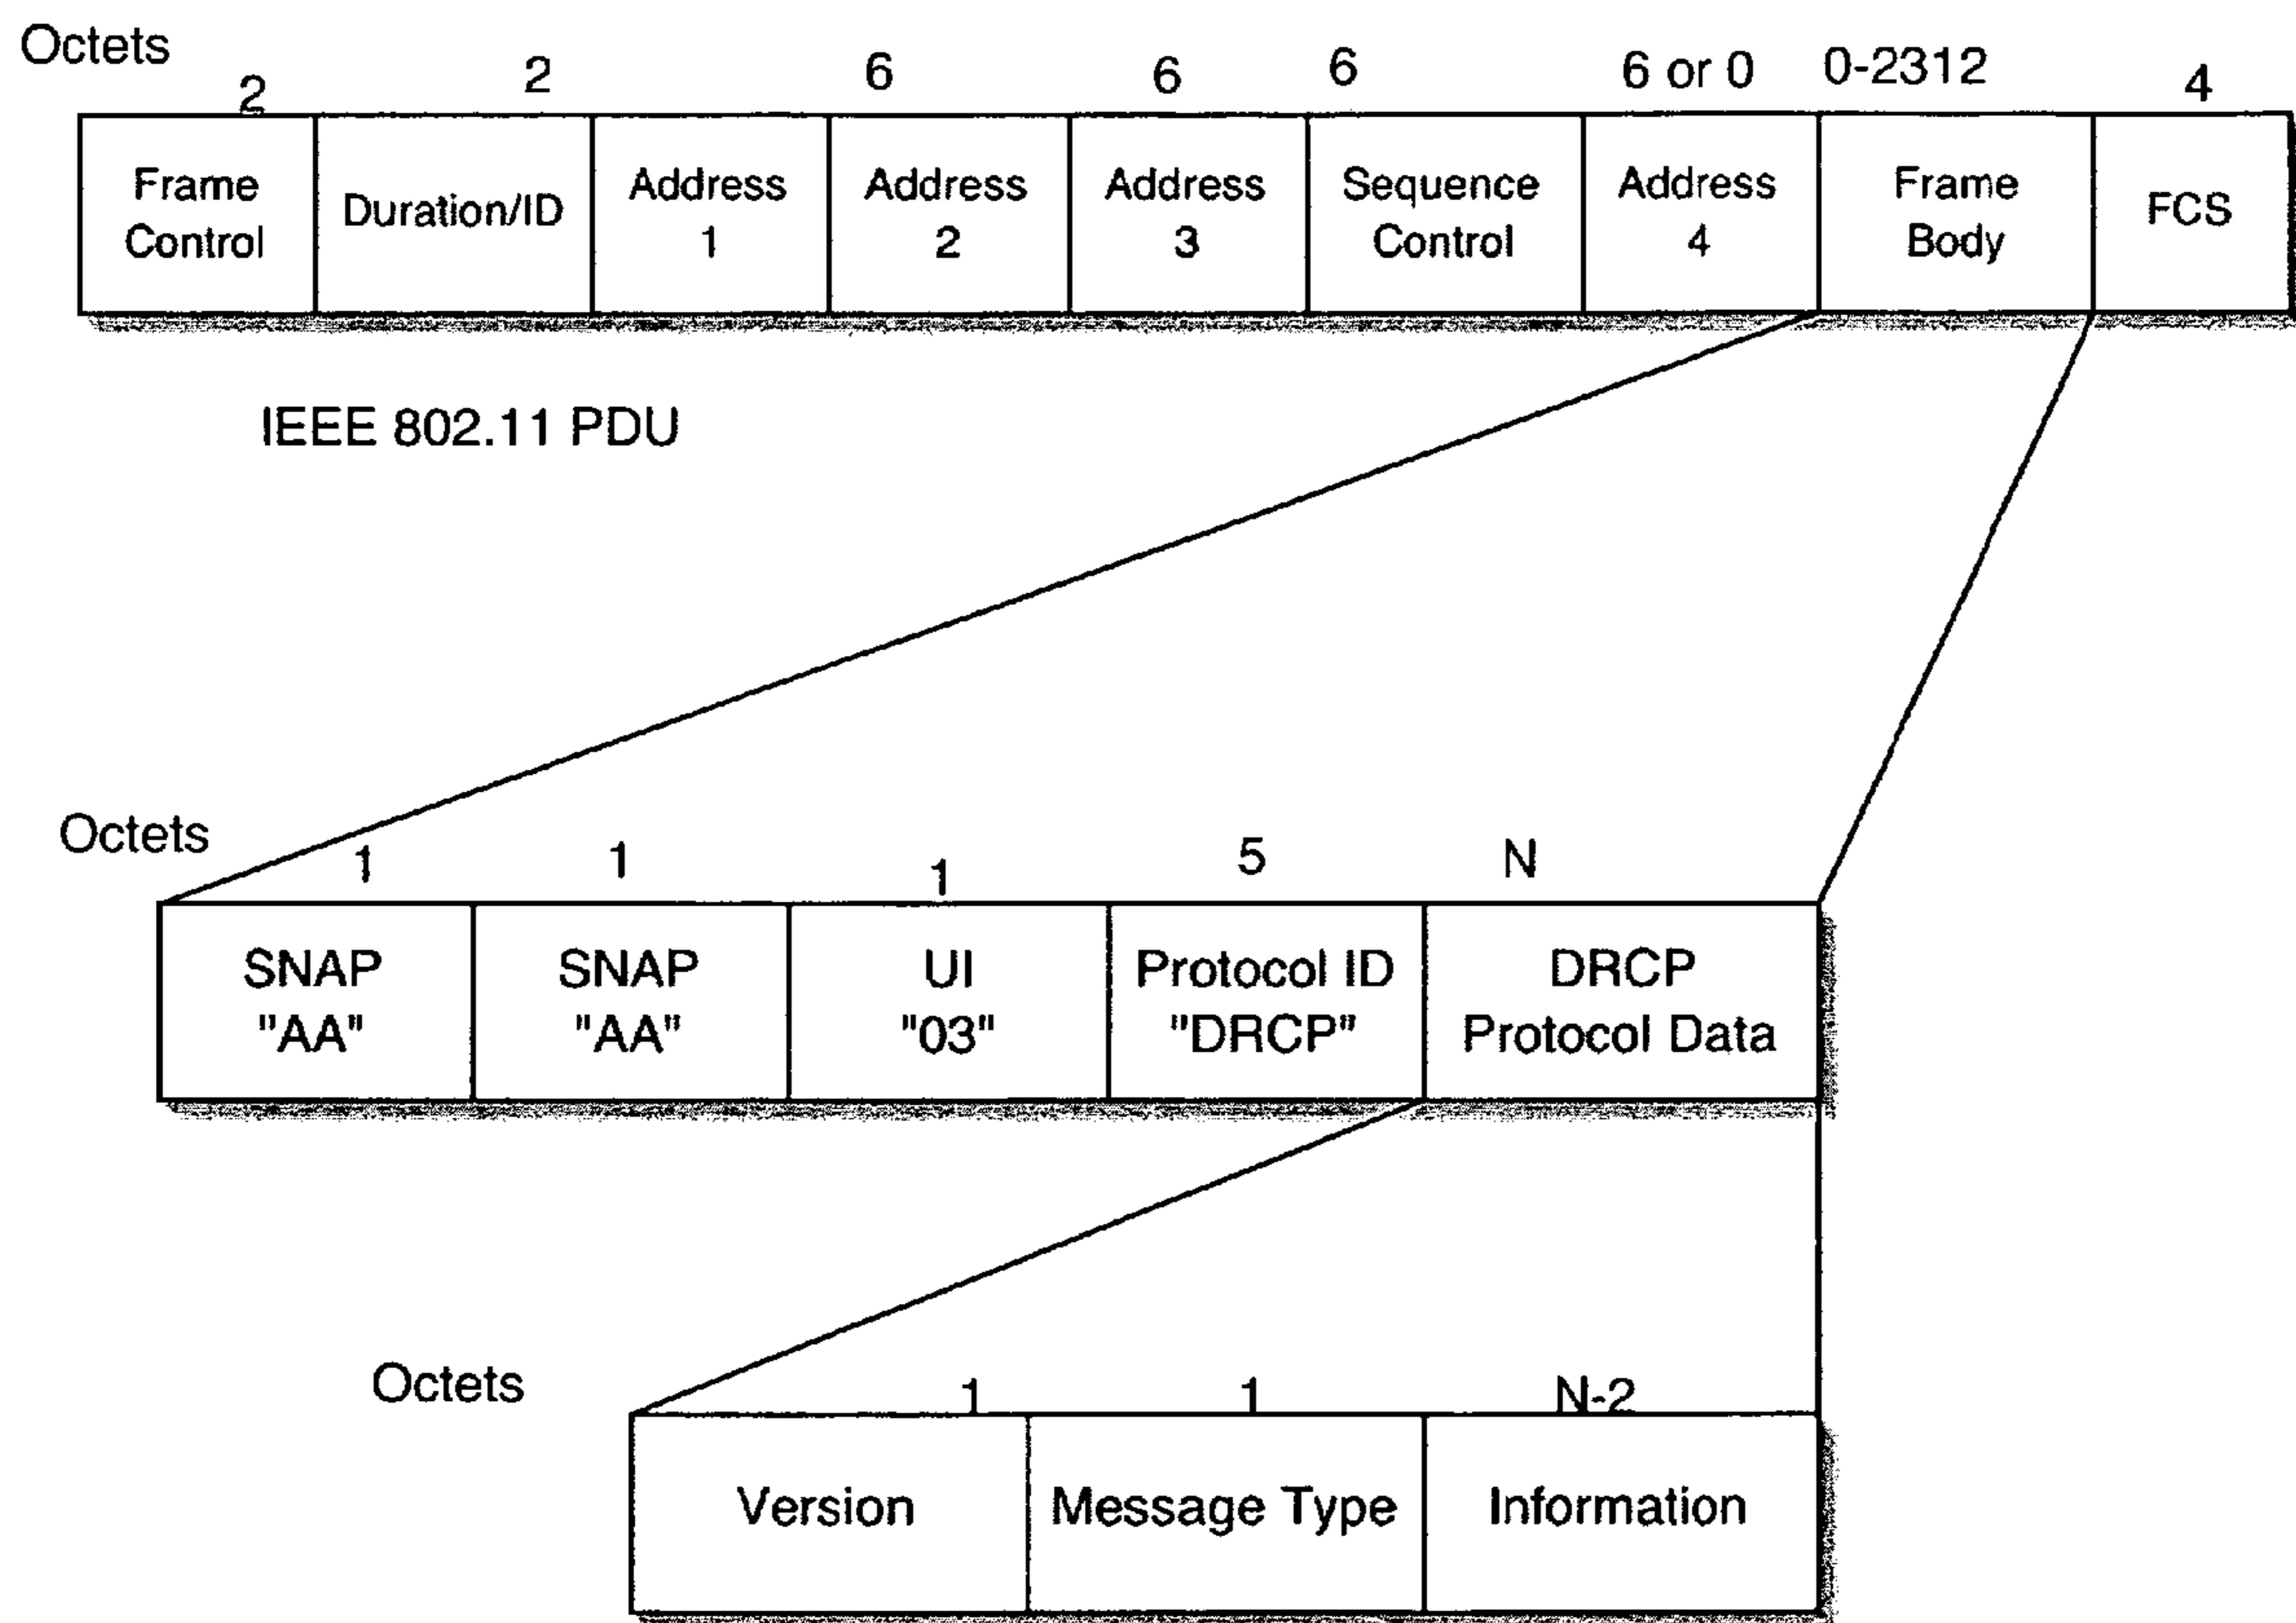 Octets
2 2 6 6 6 6 or 0 0-2312 4
Frame Control
Duration/ID
Address 1
Address 2
Address 3
Sequence Control
Address 4
Frame Body
FCS
IEEE 802.11 PDU
Octets
1 1 1 5 N
SNAP "AA"
SNAP "AA"
UI "03"
Protocol ID "DRCP"
DRCP Protocol Data
Octets
1 1 N-2
Version
Message Type
Information